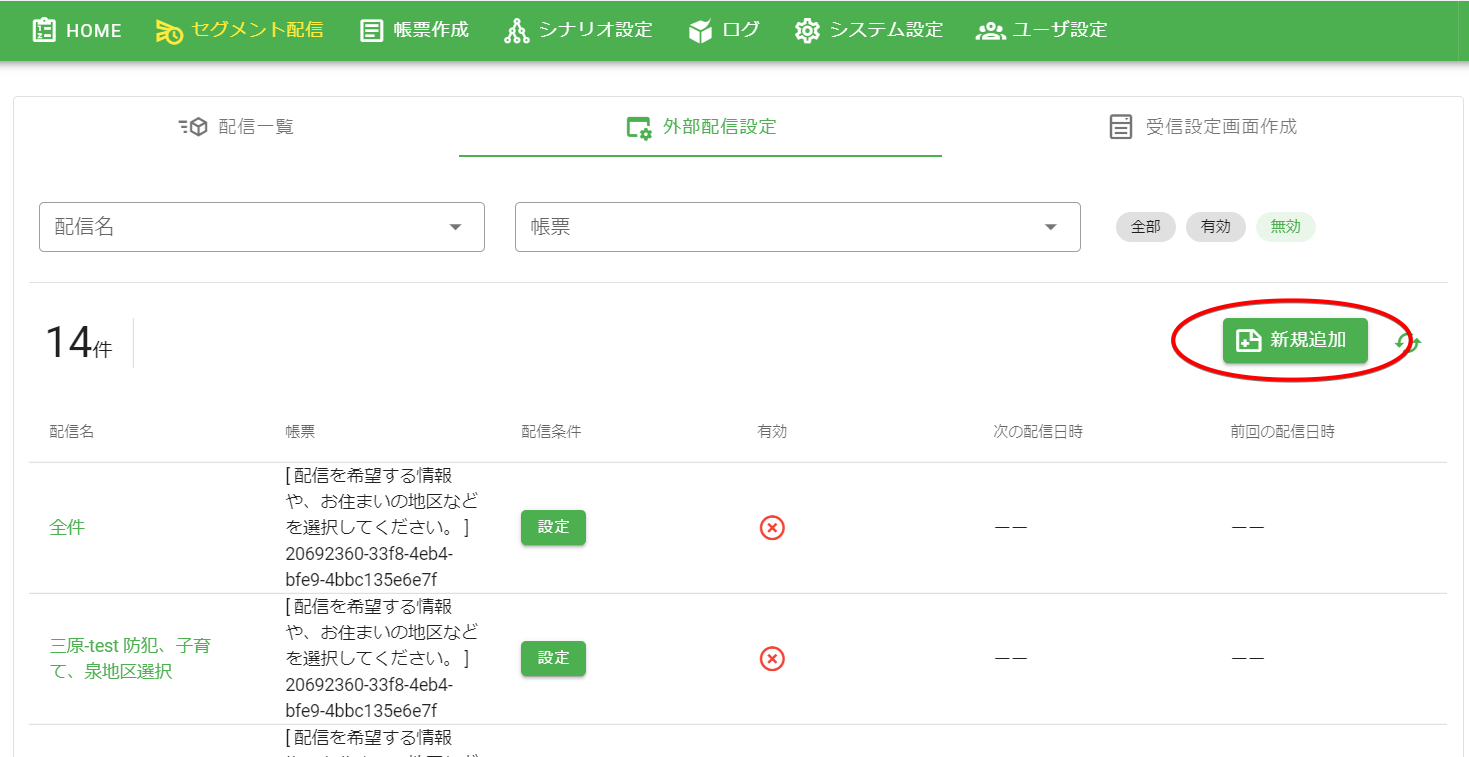 HOME セグメント配信 帳票作成 シナリオ設定 ログ システム設定 ユーザ設定
配信一覧 外部配信設定 受信設定画面作成
配信名 帳票 全部 有効 無効
14件 新規追加
配信名 帳票 配信条件 有効 次の配信日時 前回の配信日時
[ 配信を希望する情報
や、お住まいの地区など
全件 を選択してください。 ] 設定 —— ——
20692360-33f8-4eb4-
bfe9-4bbc135e6e7f
[ 配信を希望する情報
や、お住まいの地区など
三原-test 防犯、子育
て、泉地区選択
を選択してください。 ] 設定 —— ——
20692360-33f8-4eb4-
bfe9-4bbc135e6e7f
[ 配信を希望する情報